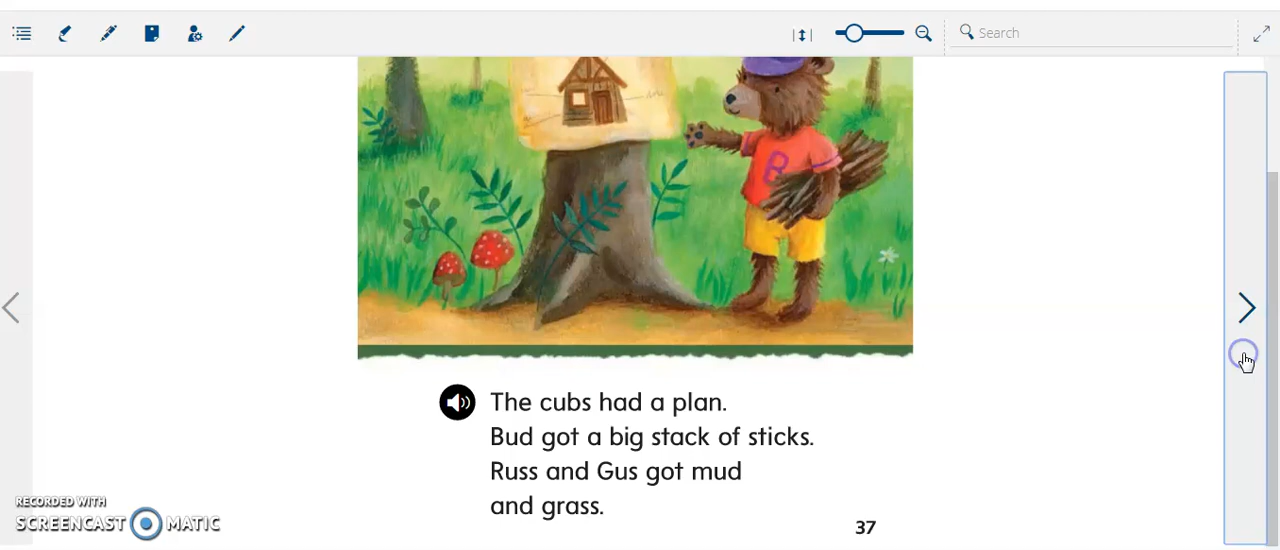 Search
B
The cubs had a plan.
Bud got a big stack of sticks.
Russ and Gus got mud
and grass.
37
RECORDED WITH
SCREENCAST MATIC